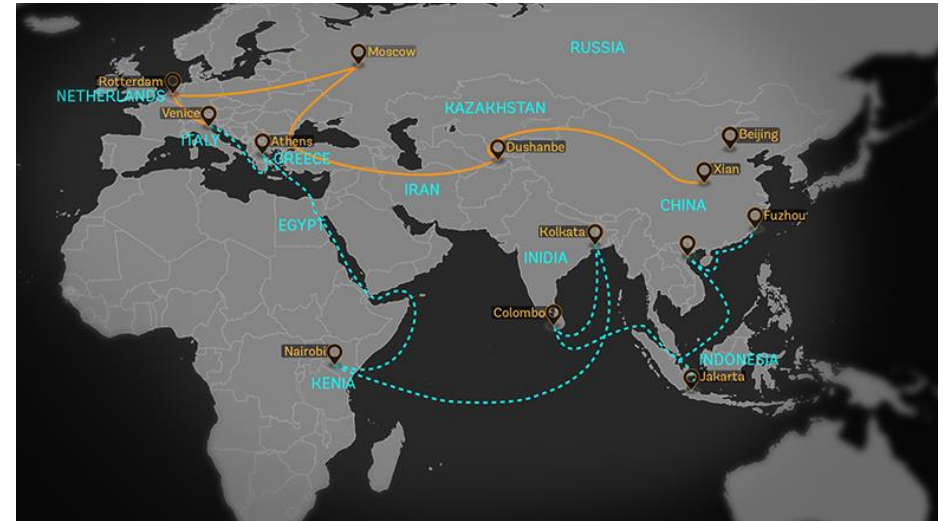 RUSSIA
Moscow
Rotterdam
NETHERLANDS
KAZAKHSTAN
Venice
ITALY
Athens
GREECE
Beijing
Dushanbe
Xian
IRAN
CHINA
Fuzhou
EGYPT
Kolkata
INIDIA
Colombo
Nairobi
INDONESIA
Jakarta
KENIA